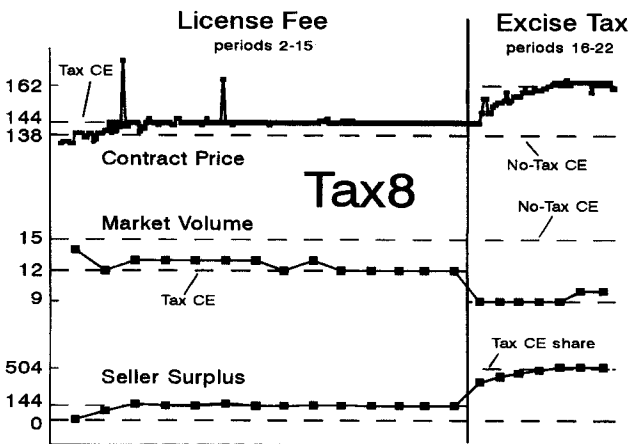 License Fee
periods 2-15
Excise Tax
periods 16-22
162
Tax CE
144
138
Contract Price
No-Tax CE
Tax8
No-Tax CE
Market Volume
15
12
Tax CE
9
Tax CE share
504
Seller Surplus
144
0